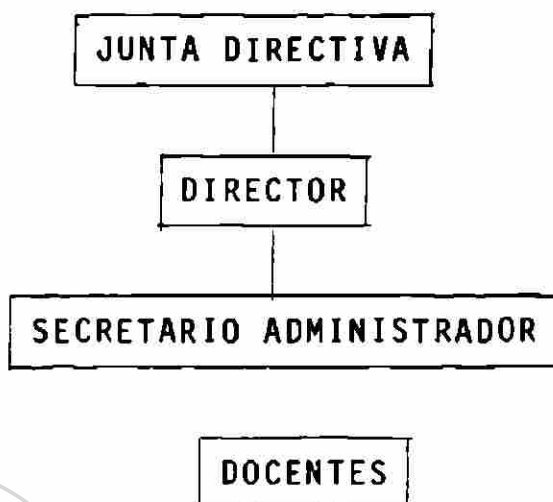 JUNTA DIRECTIVA
DIRECTOR
SECRETARIO ADMINISTRADOR
DOCENTES